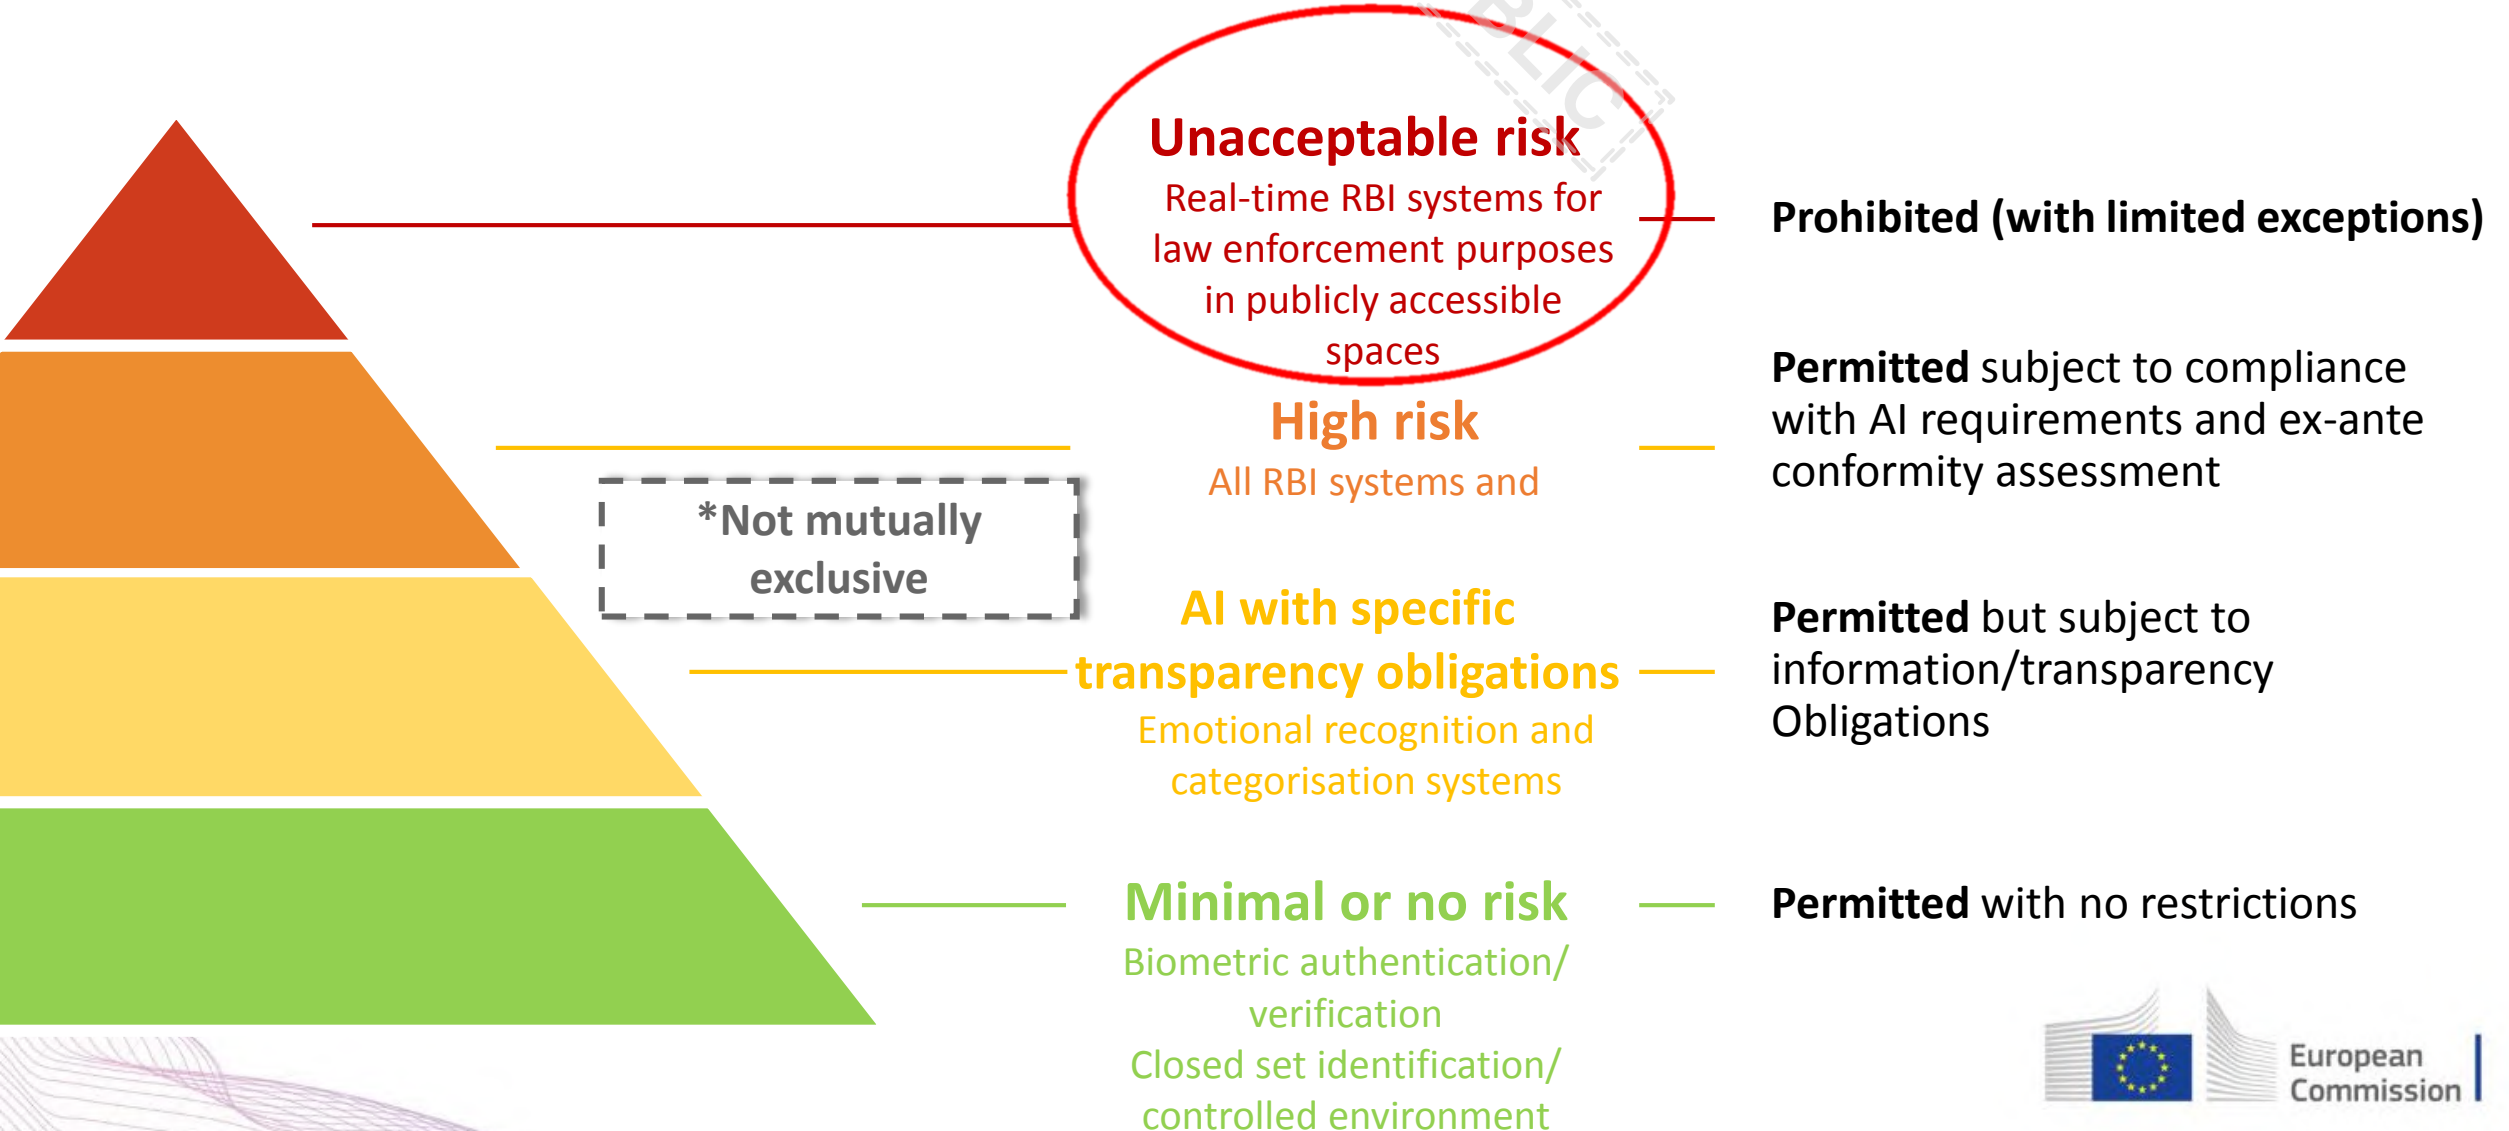 BLIC
Unacceptable risk
Real-time RBI systems for
law enforcement purposes
in publicly accessible
spaces
Prohibited (with limited exceptions)
High risk
All RBI systems and
Permitted subject to compliance
with AI requirements and ex-ante
conformity assessment
*Not mutually
exclusive
AI with specific
transparency obligations
Emotional recognition and
categorisation systems
Permitted but subject to
information/transparency
Obligations
Minimal or no risk
Biometric authentication/
verification
Closed set identification/
controlled environment
Permitted with no restrictions
European
Commission